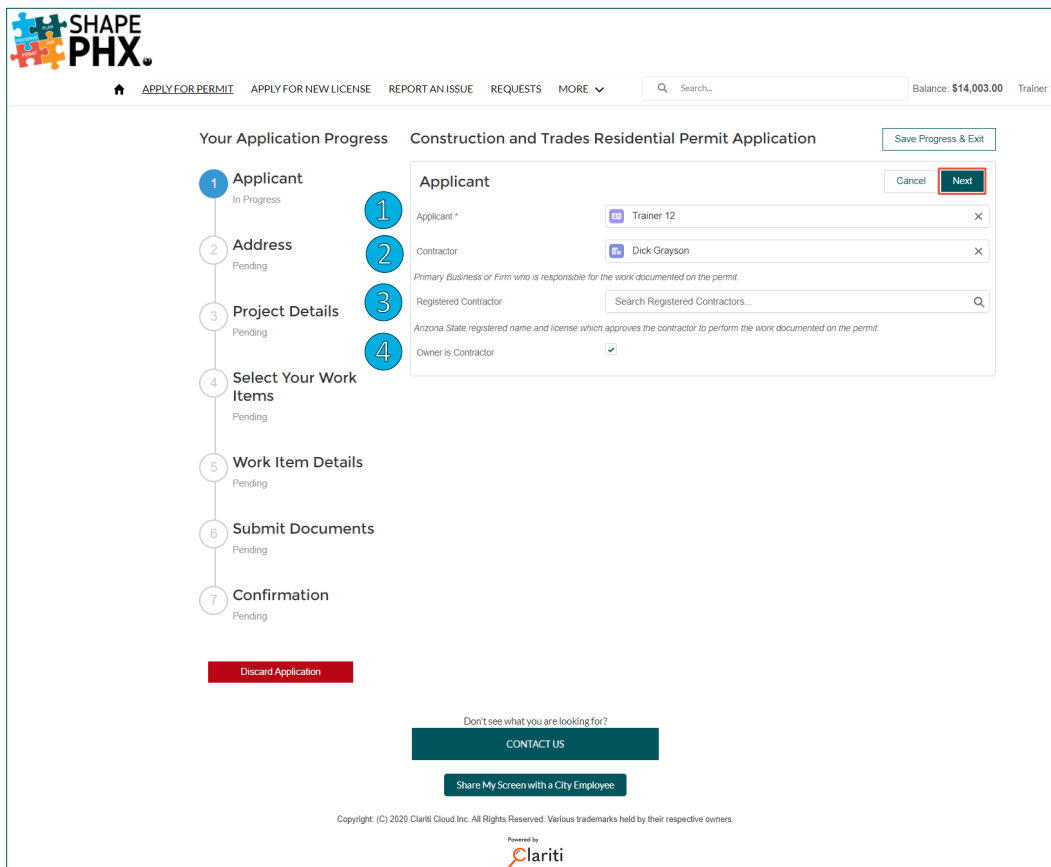 PLAN
PRESERVE
PERMIT
SHAPE
PHX
APPLY FOR PERMIT APPLY FOR NEW LICENSE REPORT AN ISSUE REQUESTS MORE Search... Balance: $14,003.00 Trainer
Your Application Progress Construction and Trades Residential Permit Application Save Progress & Exit
1 Applicant
In Progress
Applicant Cancel Next
1 Applicant * Trainer 12
2 Address
Pending
2 Contractor Dick Grayson
Primary Business or Firm who is responsible for the work documented on the permit.
3 Registered Contractor Search Registered Contractors...
Arizona State registered name and license which approves the contractor to perform the work documented on the permit.
4 Owner is Contractor
3 Project Details
Pending
4 Select Your Work
Items
Pending
5 Work Item Details
Pending
6 Submit Documents
Pending
7 Confirmation
Pending
Discard Application
Don't see what you are looking for?
CONTACT US
Share My Screen with a City Employee
Copyright: (C) 2020 Clariti Cloud Inc. All Rights Reserved. Various trademarks held by their respective owners.
Powered by
Clariti